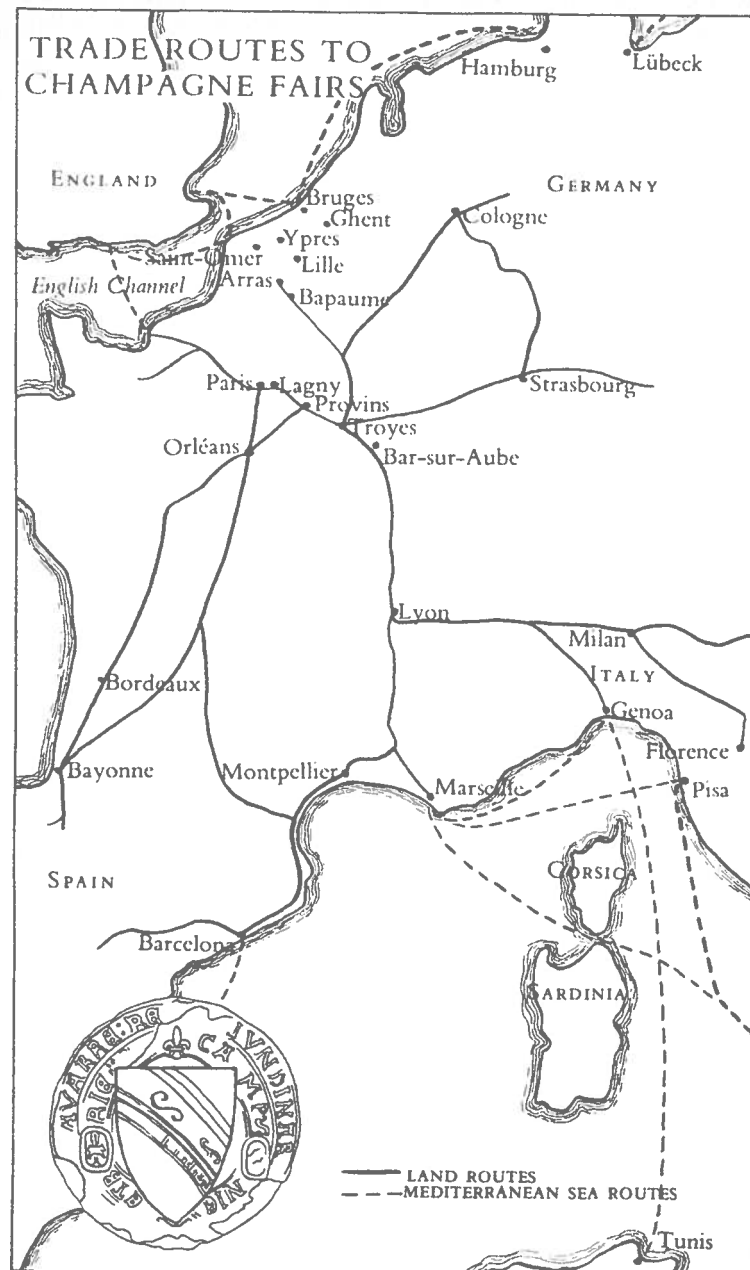 TRADE ROUTES TO
CHAMPAGNE FAIRS
Hamburg
Lübeck
ENGLAND
GERMANY
Bruges
Ghent
Cologne
Ypres
Saint-Omer
Lille
English Channel
Arras
Bapaume
Paris
Lagny
Strasbourg
Provins
Troyes
Orléans
Bar-sur-Aube
Lyon
Milan
ITALY
Bordeaux
Genoa
Florence
Bayonne
Montpellier
Marseille
Pisa
CORSICA
SPAIN
Barcelona
SARDINIA
LAND ROUTES
MEDITERRANEAN SEA ROUTES
Tunis